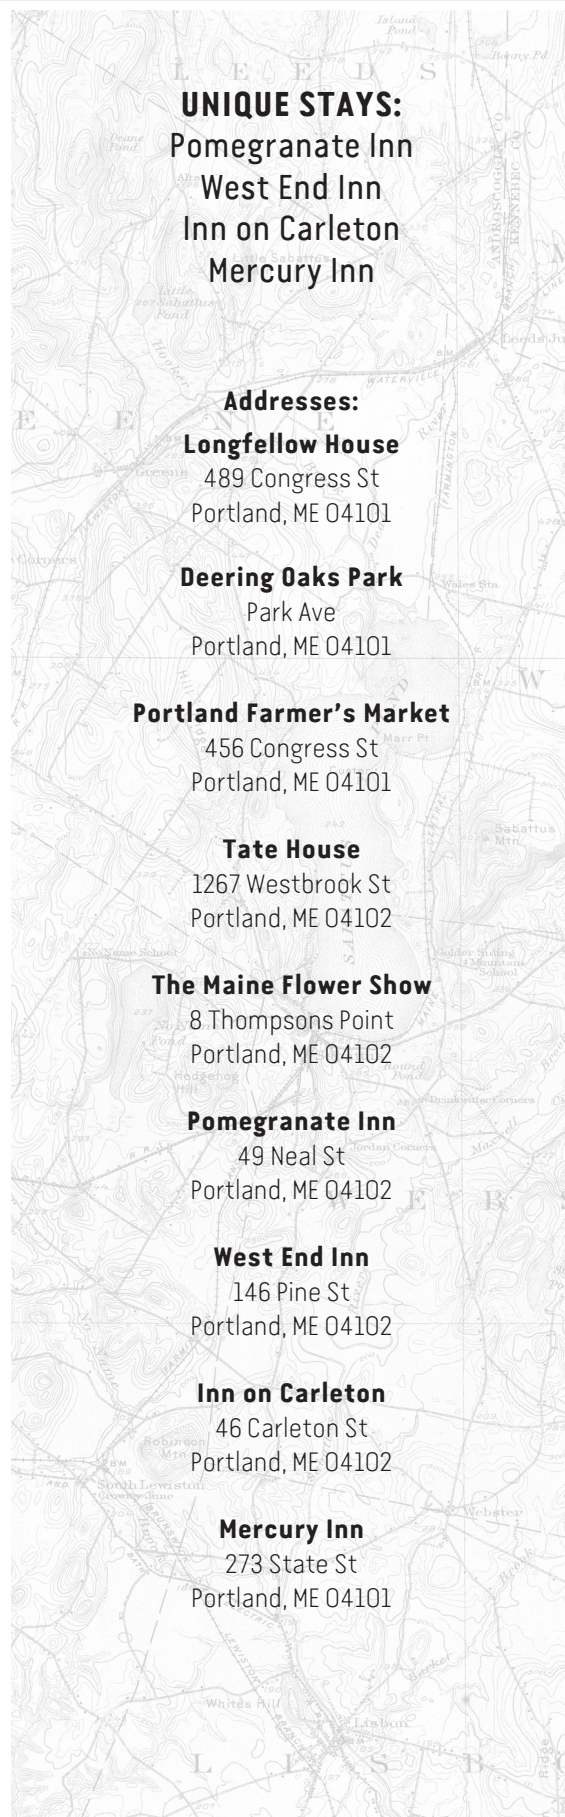 UNIQUE STAYS:
Pomegranate Inn
West End Inn
Inn on Carleton
Mercury Inn
Addresses:
Longfellow House
489 Congress St
Portland, ME 04101
Deering Oaks Park
Park Ave
Portland, ME 04101
Portland Farmer's Market
456 Congress St
Portland, ME 04101
Tate House
1267 Westbrook St
Portland, ME 04102
The Maine Flower Show
8 Thompsons Point
Portland, ME 04102
Pomegranate Inn
49 Neal St
Portland, ME 04102
West End Inn
146 Pine St
Portland, ME 04102
Inn on Carleton
46 Carleton St
Portland, ME 04102
Mercury Inn
273 State St
Portland, ME 04101